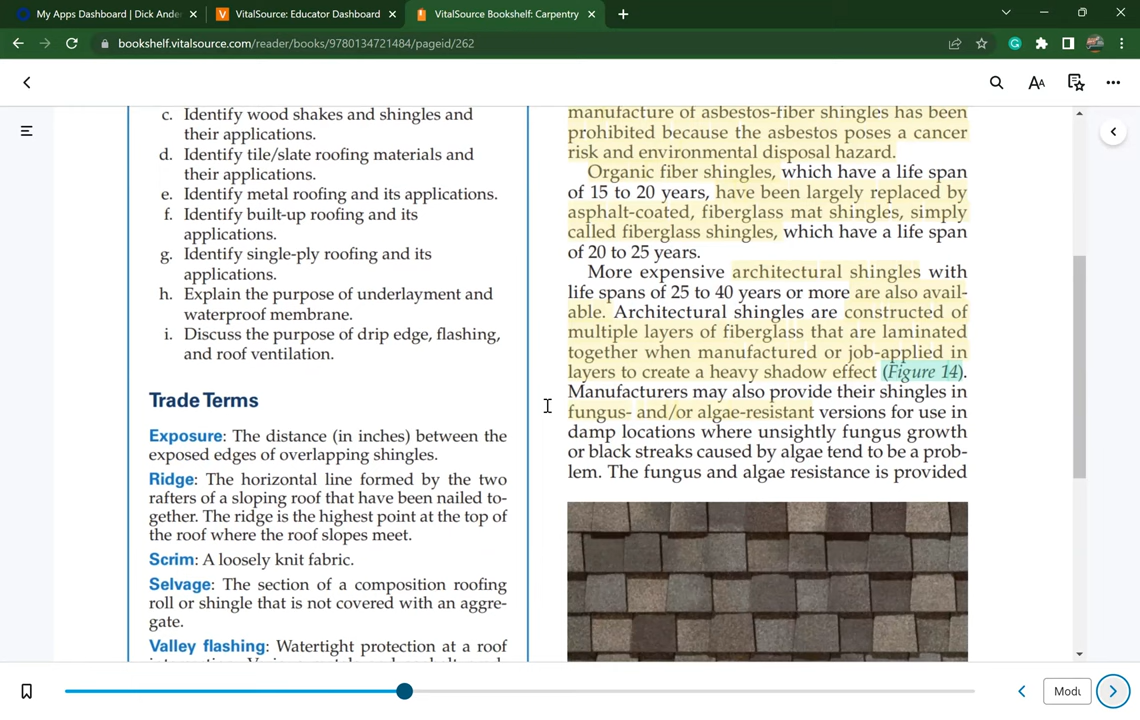 My Apps Dashboard | Dick Ander
VitalSource: Educator Dashboard
VitalSource Bookshelf: Carpentry
bookshelf.vitalsource.com/reader/books/9780134721484/pageid/262
c. Identify wood shakes and shingles and
their applications.
d. Identify tile/slate roofing materials and
their applications.
e. Identify metal roofing and its applications.
f. Identify built-up roofing and its
applications.
g. Identify single-ply roofing and its
applications.
h. Explain the purpose of underlayment and
waterproof membrane.
i. Discuss the purpose of drip edge, flashing,
and roof ventilation.
Trade Terms
Exposure: The distance (in inches) between the
exposed edges of overlapping shingles.
Ridge: The horizontal line formed by the two
rafters of a sloping roof that have been nailed to-
gether. The ridge is the highest point at the top of
the roof where the roof slopes meet.
Scrim: A loosely knit fabric.
Selvage: The section of a composition roofing
roll or shingle that is not covered with an aggre-
gate.
Valley flashing: Watertight protection at a roof
manufacture of asbestos-fiber shingles has been
prohibited because the asbestos poses a cancer
risk and environmental disposal hazard.
Organic fiber shingles, which have a life span
of 15 to 20 years, have been largely replaced by
asphalt-coated, fiberglass mat shingles, simply
called fiberglass shingles, which have a life span
of 20 to 25 years.
More expensive architectural shingles with
life spans of 25 to 40 years or more are also avail-
able. Architectural shingles are constructed of
multiple layers of fiberglass that are laminated
together when manufactured or job-applied in
layers to create a heavy shadow effect (Figure 14).
Manufacturers may also provide their shingles in
fungus- and/or algae-resistant versions for use in
damp locations where unsightly fungus growth
or black streaks caused by algae tend to be a prob-
lem. The fungus and algae resistance is provided
Modu